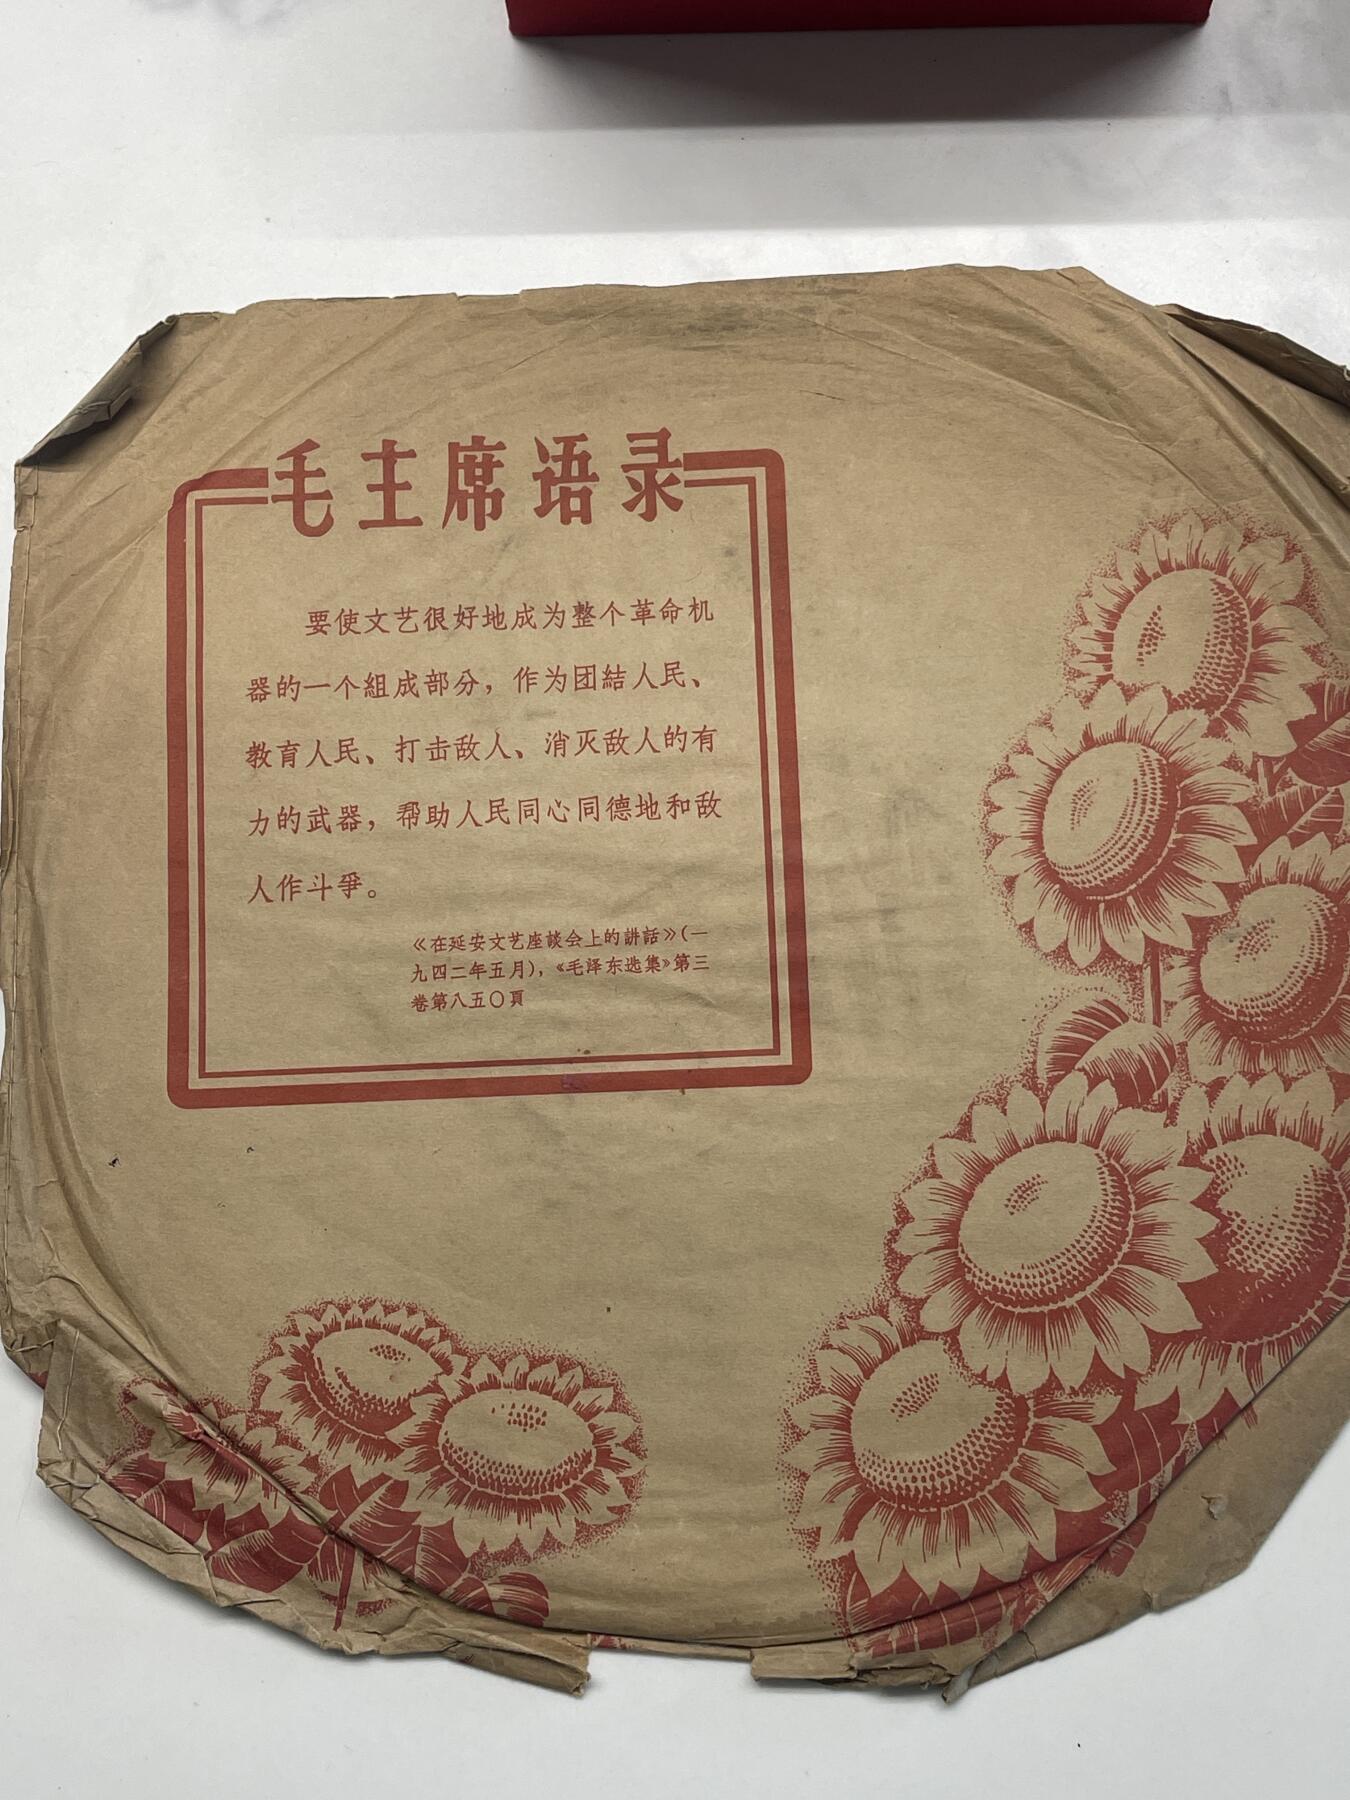 毛主席语录
要使文艺很好地成为整个革命机
器的一个組成部分，作为团結人民、
教育人民、打击敌人、消灭敌人的有
力的武器，帮助人民同心同德地和敌
人作斗爭。
《在延安文艺座談会上的講話》(一
九四二年五月)，《毛泽东选集》第三
卷第八五〇頁